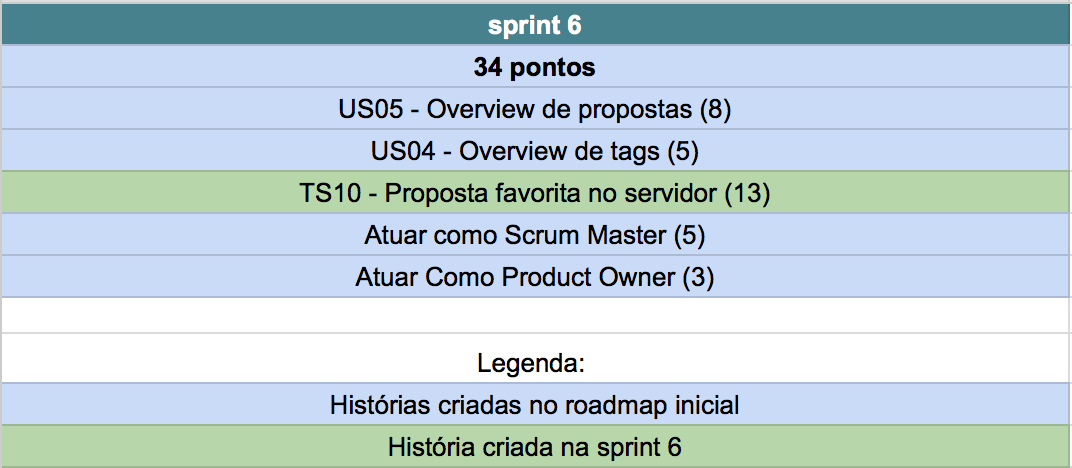 sprint 6
34 pontos
US05 - Overview de propostas (8)
US04 - Overview de tags (5)
TS10 - Proposta favorita no servidor (13)
Atuar como Scrum Master (5)
Atuar Como Product Owner (3)
Legenda:
Histórias criadas no roadmap inicial
História criada na sprint 6